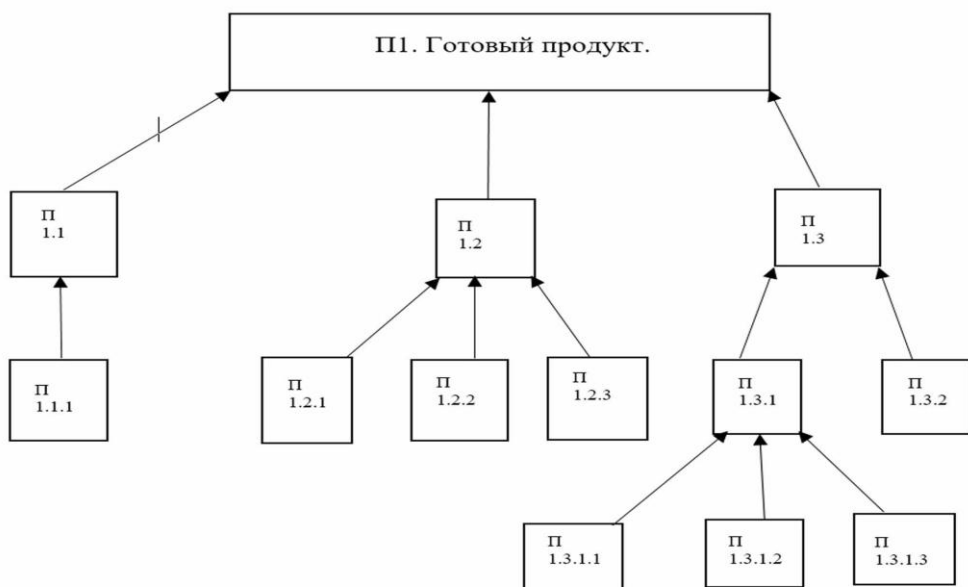 П1. Готовый продукт.
П
1.1
П
1.2
П
1.3
П
1.1.1
П
1.2.1
П
1.2.2
П
1.2.3
П
1.3.1
П
1.3.2
П
1.3.1.1
П
1.3.1.2
П
1.3.1.3